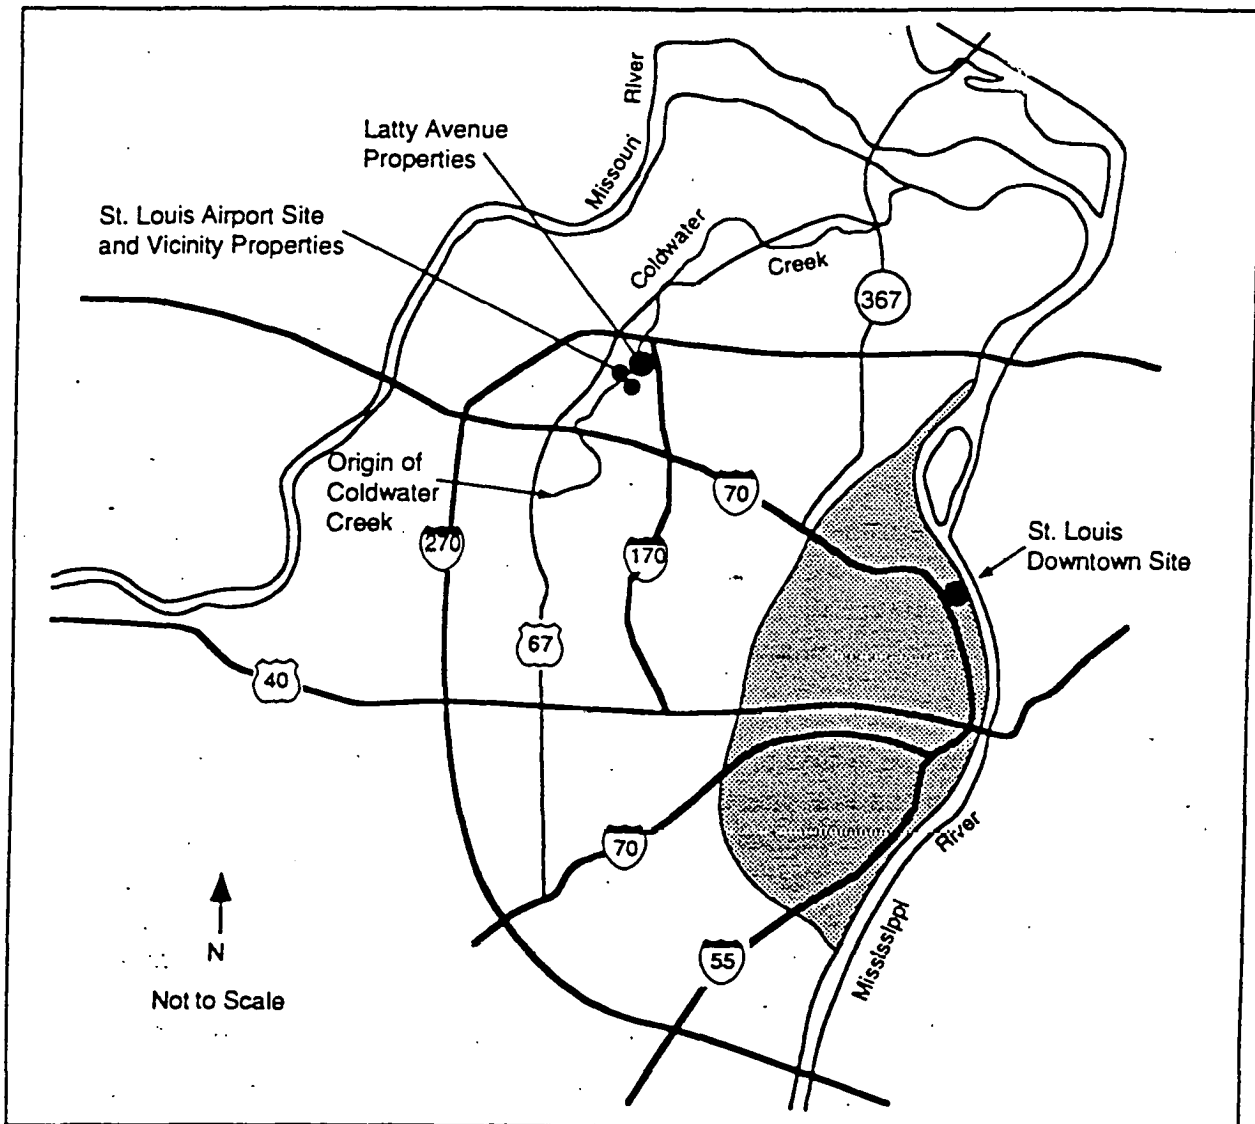 Missouri
River
Latty Avenue
Properties
St. Louis Airport Site
and Vicinity Properties
Coldwater
Creek
367
Origin of
Coldwater
Creek
70
270
170
St. Louis
Downtown Site
67
40
70
55
Mississippi
River
N
Not to Scale